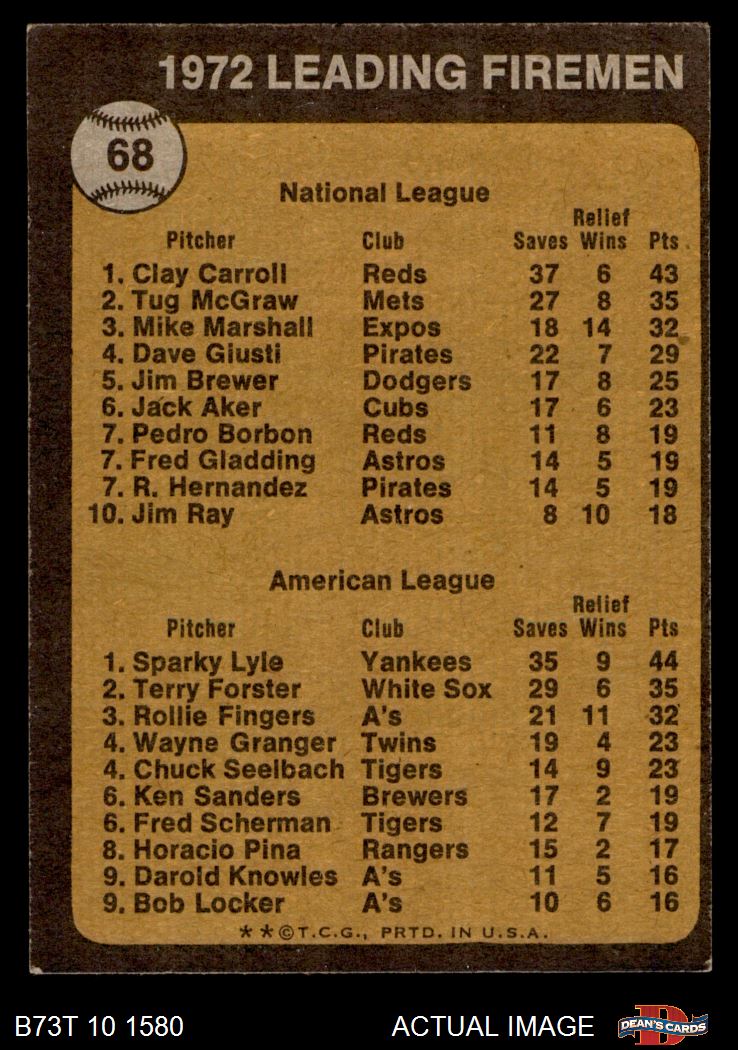 1972 LEADING FIREMEN
68
National League
Relief
Pitcher Club Saves Wins Pts.
1. Clay Carroll Reds 37 6 43
2. Tug McGraw Mets 27 8 35
3. Mike Marshall Expos 18 14 32
4. Dave Giusti Pirates 22 7 29
5. Jim Brewer Dodgers 17 8 25
6. Jack Aker Cubs 17 6 23
7. Pedro Borbon Reds 11 8 19
7. Fred Gladding Astros 14 5 19
7. R. Hernandez Pirates 14 5 19
10. Jim Ray Astros 8 10 18
American League
Relief
Pitcher Club Saves Wins Pts
1. Sparky Lyle Yankees 35 9 44
2. Terry Forster White Sox 29 6 35
3. Rollie Fingers A's 21 11 32
4. Wayne Granger Twins 19 4 23
4. Chuck Seelbach Tigers 14 9 23
6. Ken Sanders Brewers 17 2 19
6. Fred Scherman Tigers 12 7 19
8. Horacio Pina Rangers 15 2 17
9. Darold Knowles A's 11 5 16
9. Bob Locker A's 10 6 16
**©T.C.G., PRTD. IN U.S.A.
B73T 10 1580 ACTUAL IMAGE D DEAN'S CARDS